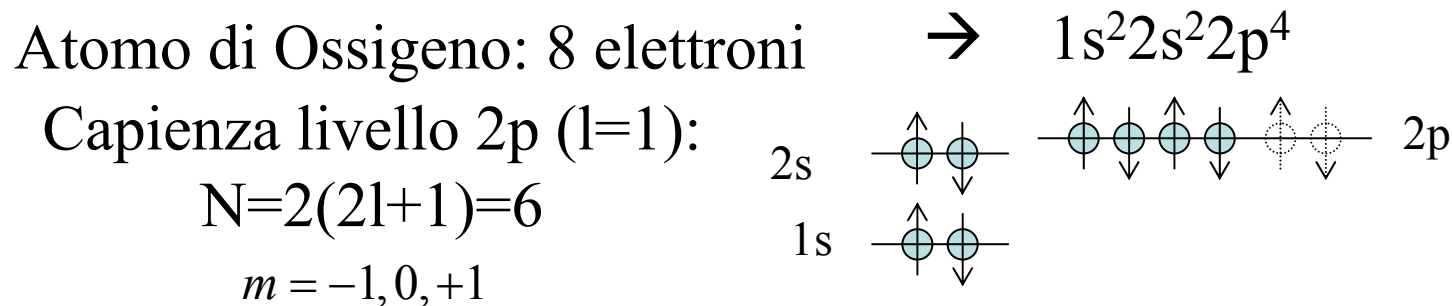 Atomo di Ossigeno: 8 elettroni → 1s²2s²2p⁴
Capienza livello 2p (l=1):
N=2(2l+1)=6
m = −1, 0, +1
2s
2p
1s